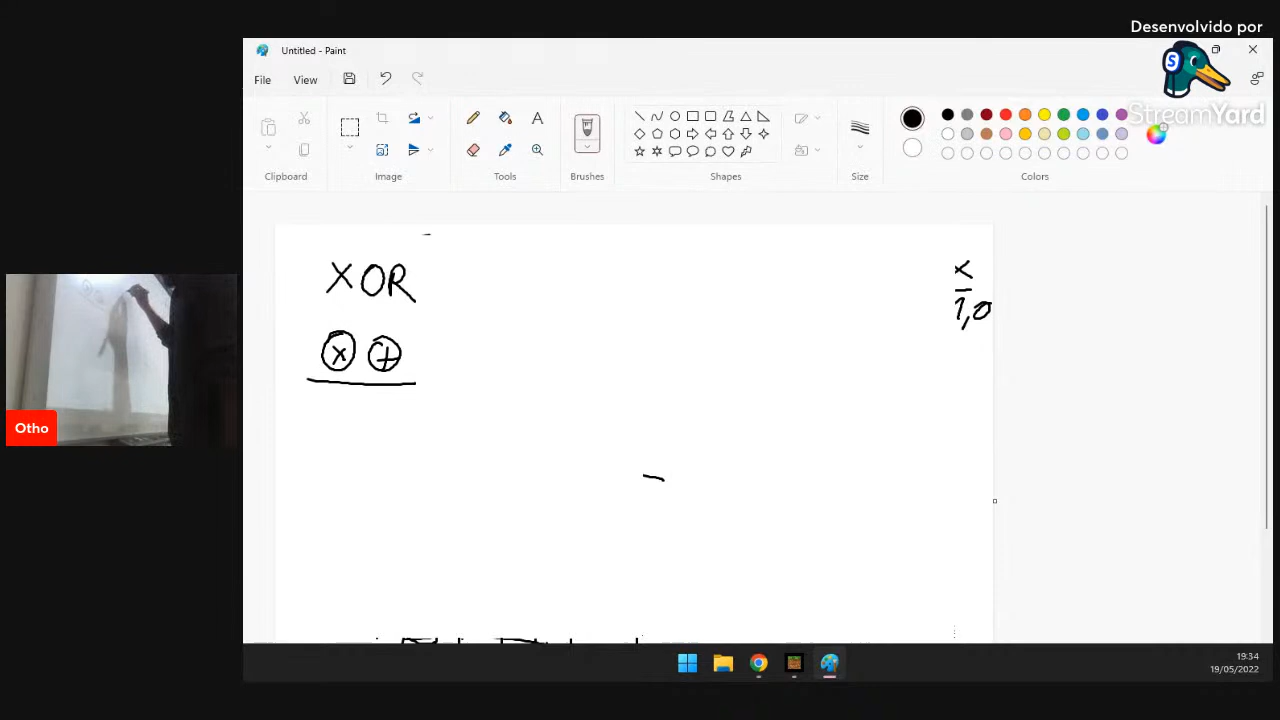 Desenvolvido por
StreamYard
S
Untitled - Paint
File
View
A
Clipboard
Image
Tools
Brushes
Shapes
Size
Colors
XOR
x +
x
1,0
Otho
19:34
19/05/2022